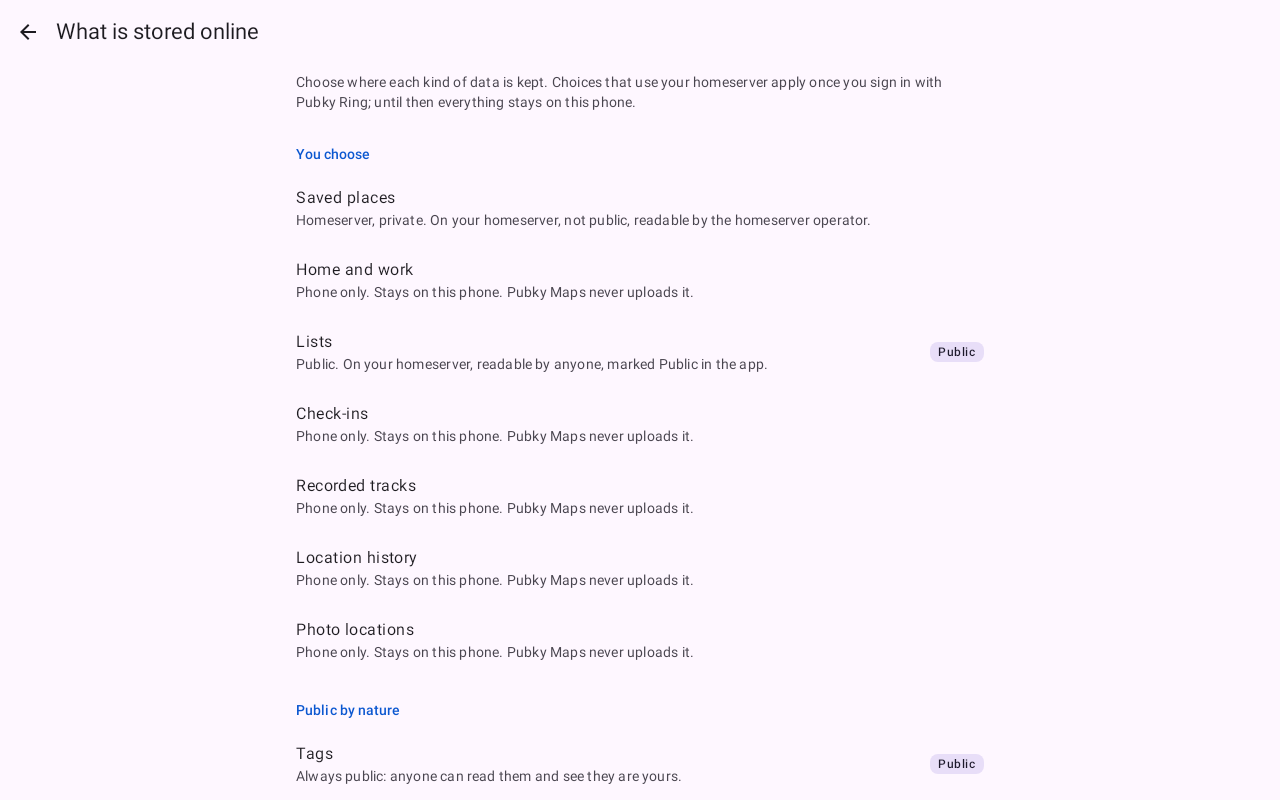 What is stored online
Choose where each kind of data is kept. Choices that use your homeserver apply once you sign in with
Pubky Ring; until then everything stays on this phone.
You choose
Saved places
Homeserver, private. On your homeserver, not public, readable by the homeserver operator.
Home and work
Phone only. Stays on this phone. Pubky Maps never uploads it.
Lists
Public. On your homeserver, readable by anyone, marked Public in the app.
Public
Check-ins
Phone only. Stays on this phone. Pubky Maps never uploads it.
Recorded tracks
Phone only. Stays on this phone. Pubky Maps never uploads it.
Location history
Phone only. Stays on this phone. Pubky Maps never uploads it.
Photo locations
Phone only. Stays on this phone. Pubky Maps never uploads it.
Public by nature
Tags
Always public: anyone can read them and see they are yours.
Public